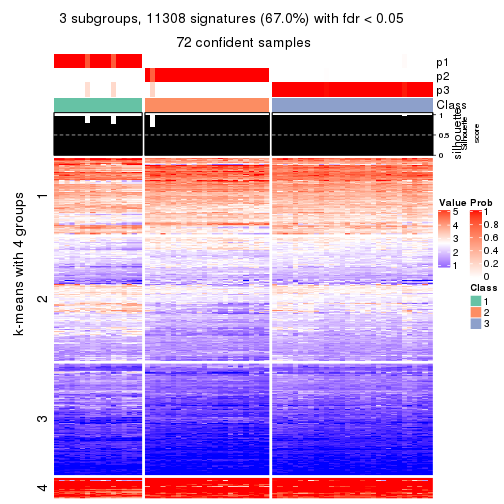 3 subgroups, 11308 signatures (67.0%) with fdr < 0.05
72 confident samples
p1
p2
p3
Class
1
0.5
0
silhouette
Silhouette
score
k-means with 4 groups
1
2
3
4
Value
5
4
3
2
1
Prob
1
0.8
0.6
0.4
0.2
0
Class
1
2
3